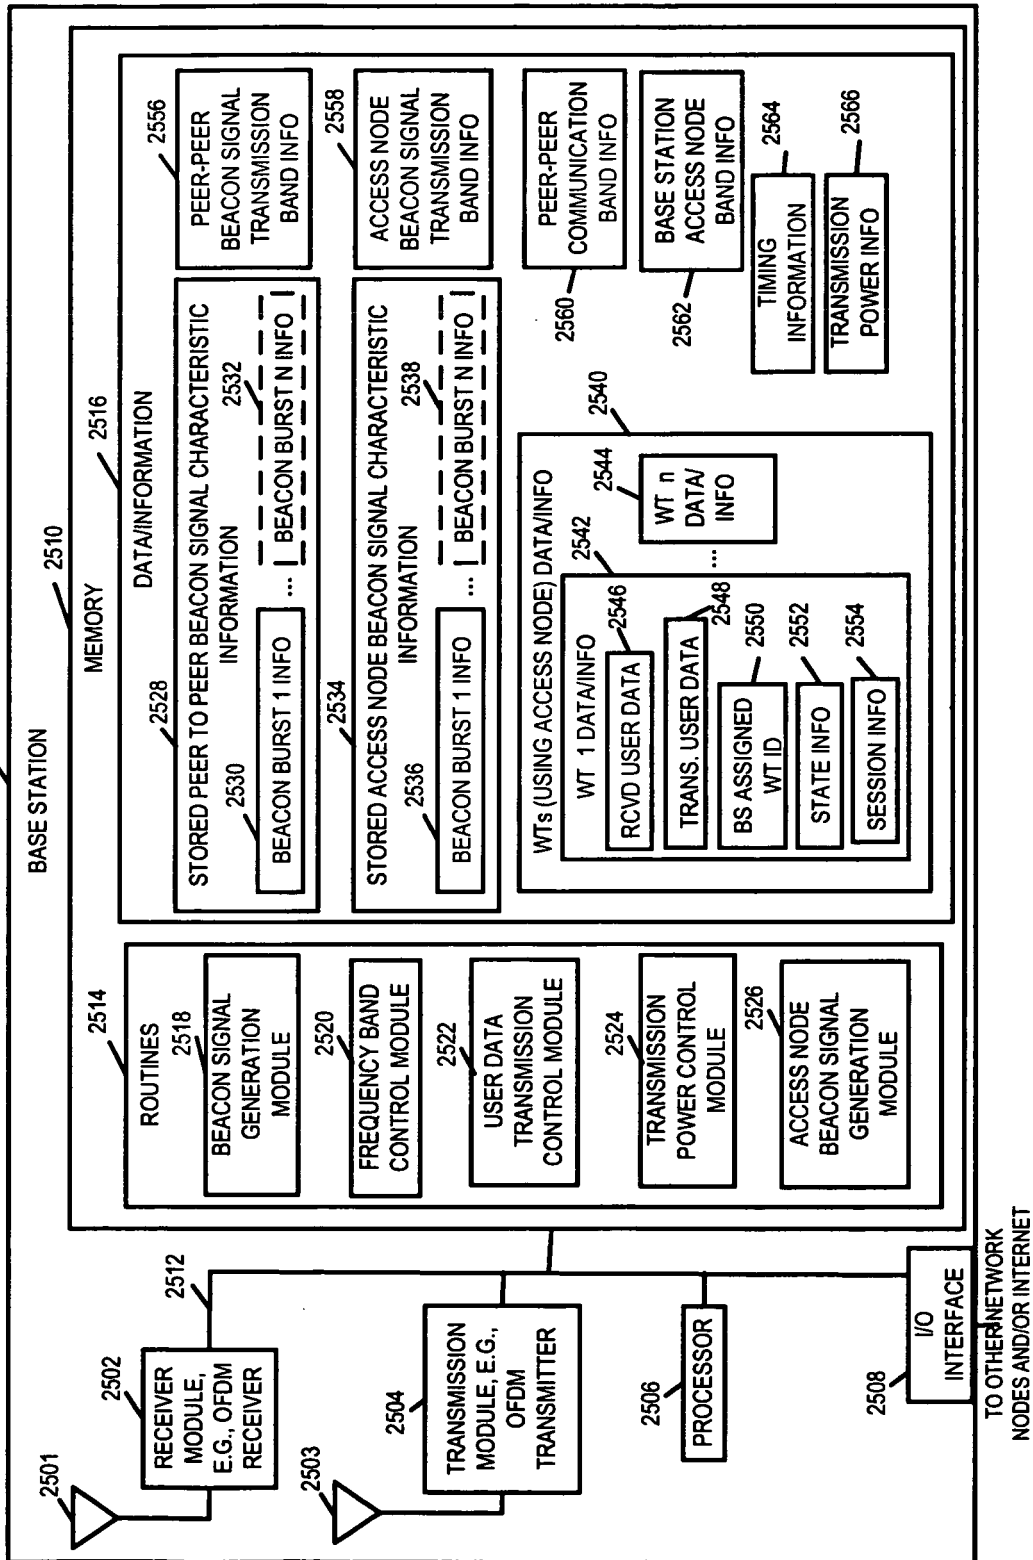 BASE STATION
2501
2502
RECEIVER
MODULE,
E.G., OFDM
RECEIVER
2503
2504
TRANSMISSION
MODULE, E.G.,
OFDM
TRANSMITTER
2506
PROCESSOR
2508
I/O
INTERFACE
TO OTHER NETWORK
NODES AND/OR INTERNET
2512
2510
MEMORY
2514
ROUTINES
2518
BEACON SIGNAL
GENERATION
MODULE
2520
FREQUENCY BAND
CONTROL MODULE
2522
USER DATA
TRANSMISSION
CONTROL MODULE
2524
TRANSMISSION
POWER CONTROL
MODULE
2526
ACCESS NODE
BEACON SIGNAL
GENERATION
MODULE
2516
DATA/INFORMATION
2528
STORED PEER TO PEER BEACON SIGNAL CHARACTERISTIC
INFORMATION
2530
BEACON BURST 1 INFO
...
2532
BEACON BURST N INFO
2534
STORED ACCESS NODE BEACON SIGNAL CHARACTERISTIC
INFORMATION
2536
BEACON BURST 1 INFO
...
2538
BEACON BURST N INFO
2540
WTs (USING ACCESS NODE) DATA/INFO
2542
WT 1 DATA/INFO
2546
RCVD USER DATA
2548
TRANS. USER DATA
2550
BS ASSIGNED
WT ID
2552
STATE INFO
2554
SESSION INFO
...
2544
WT n
DATA/
INFO
2556
PEER-PEER
BEACON SIGNAL
TRANSMISSION
BAND INFO
2558
ACCESS NODE
BEACON SIGNAL
TRANSMISSION
BAND INFO
PEER-PEER
COMMUNICATION
BAND INFO
2560
BASE STATION
ACCESS NODE
BAND INFO
2562
2564
TIMING
INFORMATION
2566
TRANSMISSION
POWER INFO